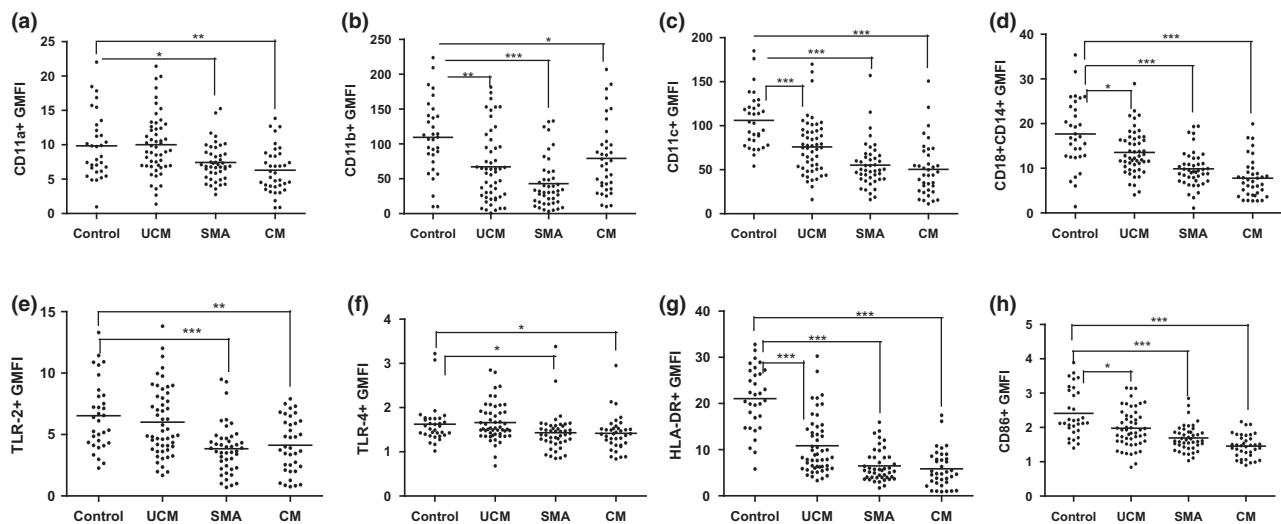 (a)
CD11a+ GMFI
25
20
15
10
5
0
**
*
Control UCM SMA CM
(b)
CD11b+ GMFI
250
200
150
100
50
0
*
***
**
Control UCM SMA CM
(c)
CD11c+ GMFI
200
150
100
50
0
***
***
***
Control UCM SMA CM
(d)
CD18+CD14+ GMFI
40
30
20
10
0
***
***
*
Control UCM SMA CM
(e)
TLR-2+ GMFI
15
10
5
0
**
***
Control UCM SMA CM
(f)
TLR-4+ GMFI
4
3
2
1
0
*
*
Control UCM SMA CM
(g)
HLA-DR+ GMFI
40
30
20
10
0
***
***
***
Control UCM SMA CM
(h)
CD86+ GMFI
6
5
4
3
2
1
0
***
***
*
Control UCM SMA CM